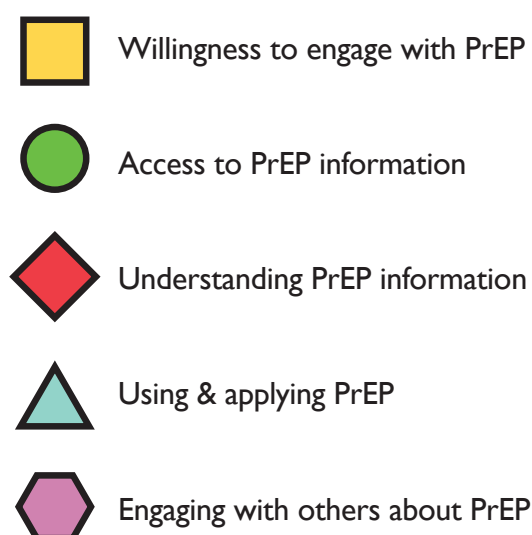 Willingness to engage with PrEP
Access to PrEP information
Understanding PrEP information
Using & applying PrEP
Engaging with others about PrEP